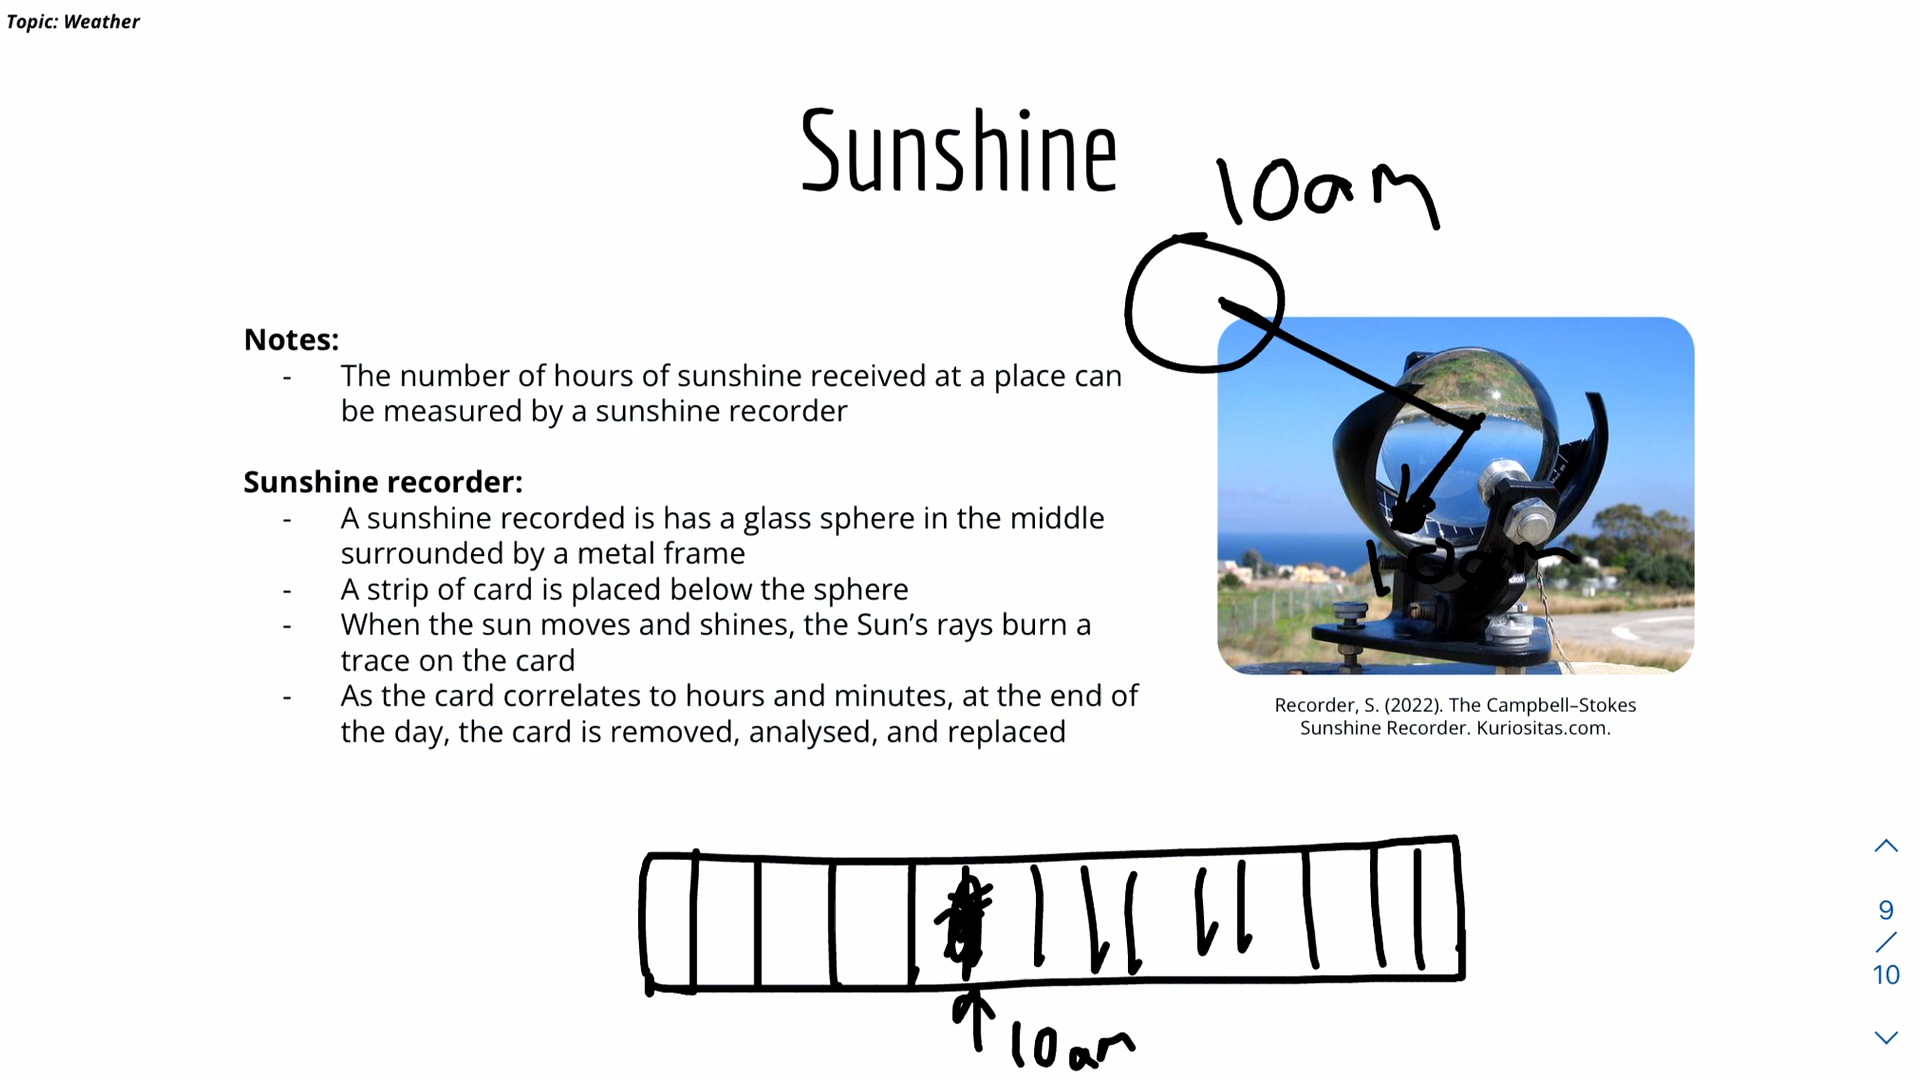 Topic: Weather
Sunshine
10am
Notes:
- The number of hours of sunshine received at a place can
be measured by a sunshine recorder
Sunshine recorder:
- A sunshine recorded is has a glass sphere in the middle
surrounded by a metal frame
- A strip of card is placed below the sphere
- When the sun moves and shines, the Sun's rays burn a
trace on the card
- As the card correlates to hours and minutes, at the end of
the day, the card is removed, analysed, and replaced
10am
Recorder, S. (2022). The Campbell–Stokes
Sunshine Recorder. Kuriositas.com.
9
/
10
10am